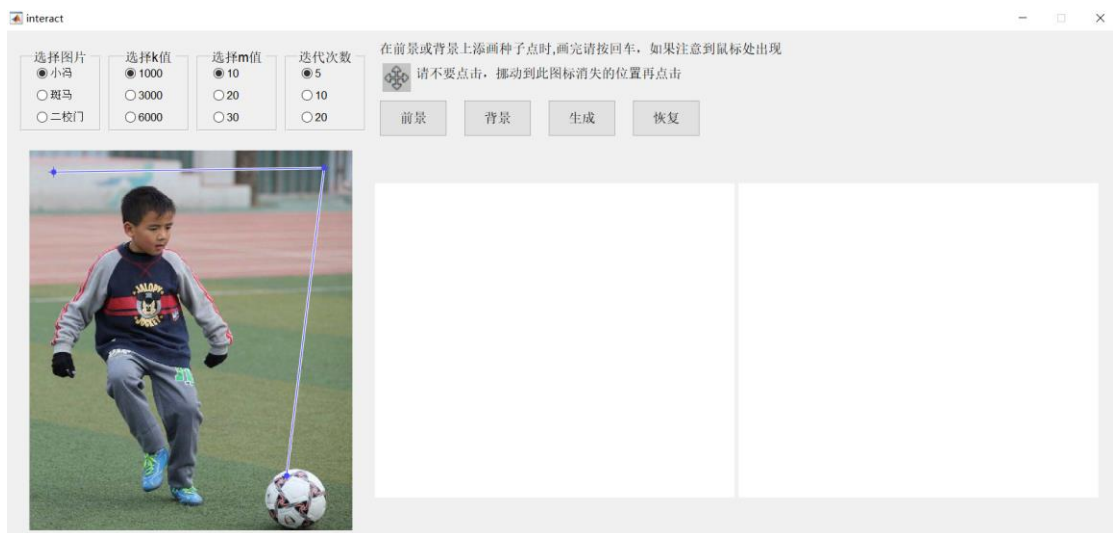 interact
选择图片
小冯
斑马
二校门
选择k值
1000
3000
6000
选择m值
10
20
30
迭代次数
5
10
20
在前景或背景上添画种子点时,画完请按回车，如果注意到鼠标处出现
请不要点击，挪动到此图标消失的位置再点击
前景
背景
生成
恢复
JALOPY